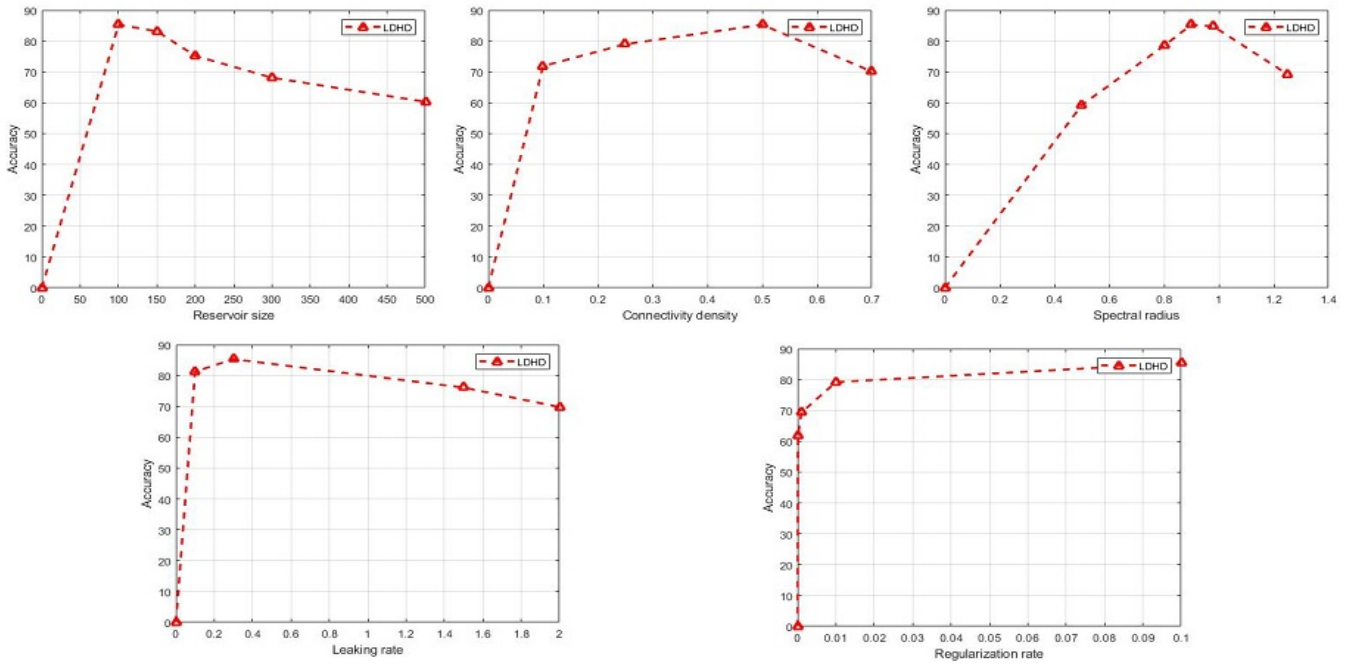 90
80
70
60
50
40
30
20
10
0
Accuracy
LDHD
0 50 100 150 200 250 300 350 400 450 500
Reservoir size
90
80
70
60
50
40
30
20
10
0
Accuracy
LDHD
0 0.1 0.2 0.3 0.4 0.5 0.6 0.7
Connectivity density
90
80
70
60
50
40
30
20
10
0
Accuracy
LDHD
0 0.2 0.4 0.6 0.8 1 1.2 1.4
Spectral radius
90
80
70
60
50
40
30
20
10
0
Accuracy
LDHD
0 0.2 0.4 0.6 0.8 1 1.2 1.4 1.6 1.8 2
Leaking rate
90
80
70
60
50
40
30
20
10
0
Accuracy
LDHD
0 0.01 0.02 0.03 0.04 0.05 0.06 0.07 0.08 0.09 0.1
Regularization rate